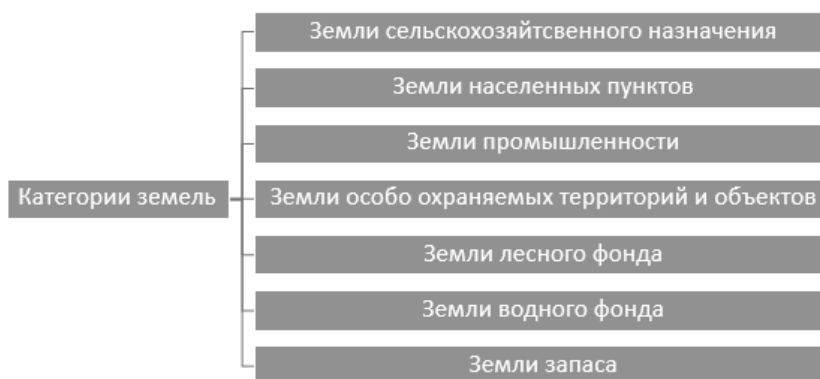 Земли сельскохозяйтсвенного назначения
Земли населенных пунктов
Земли промышленности
Категории земель
Земли особо охраняемых территорий и объектов
Земли лесного фонда
Земли водного фонда
Земли запаса